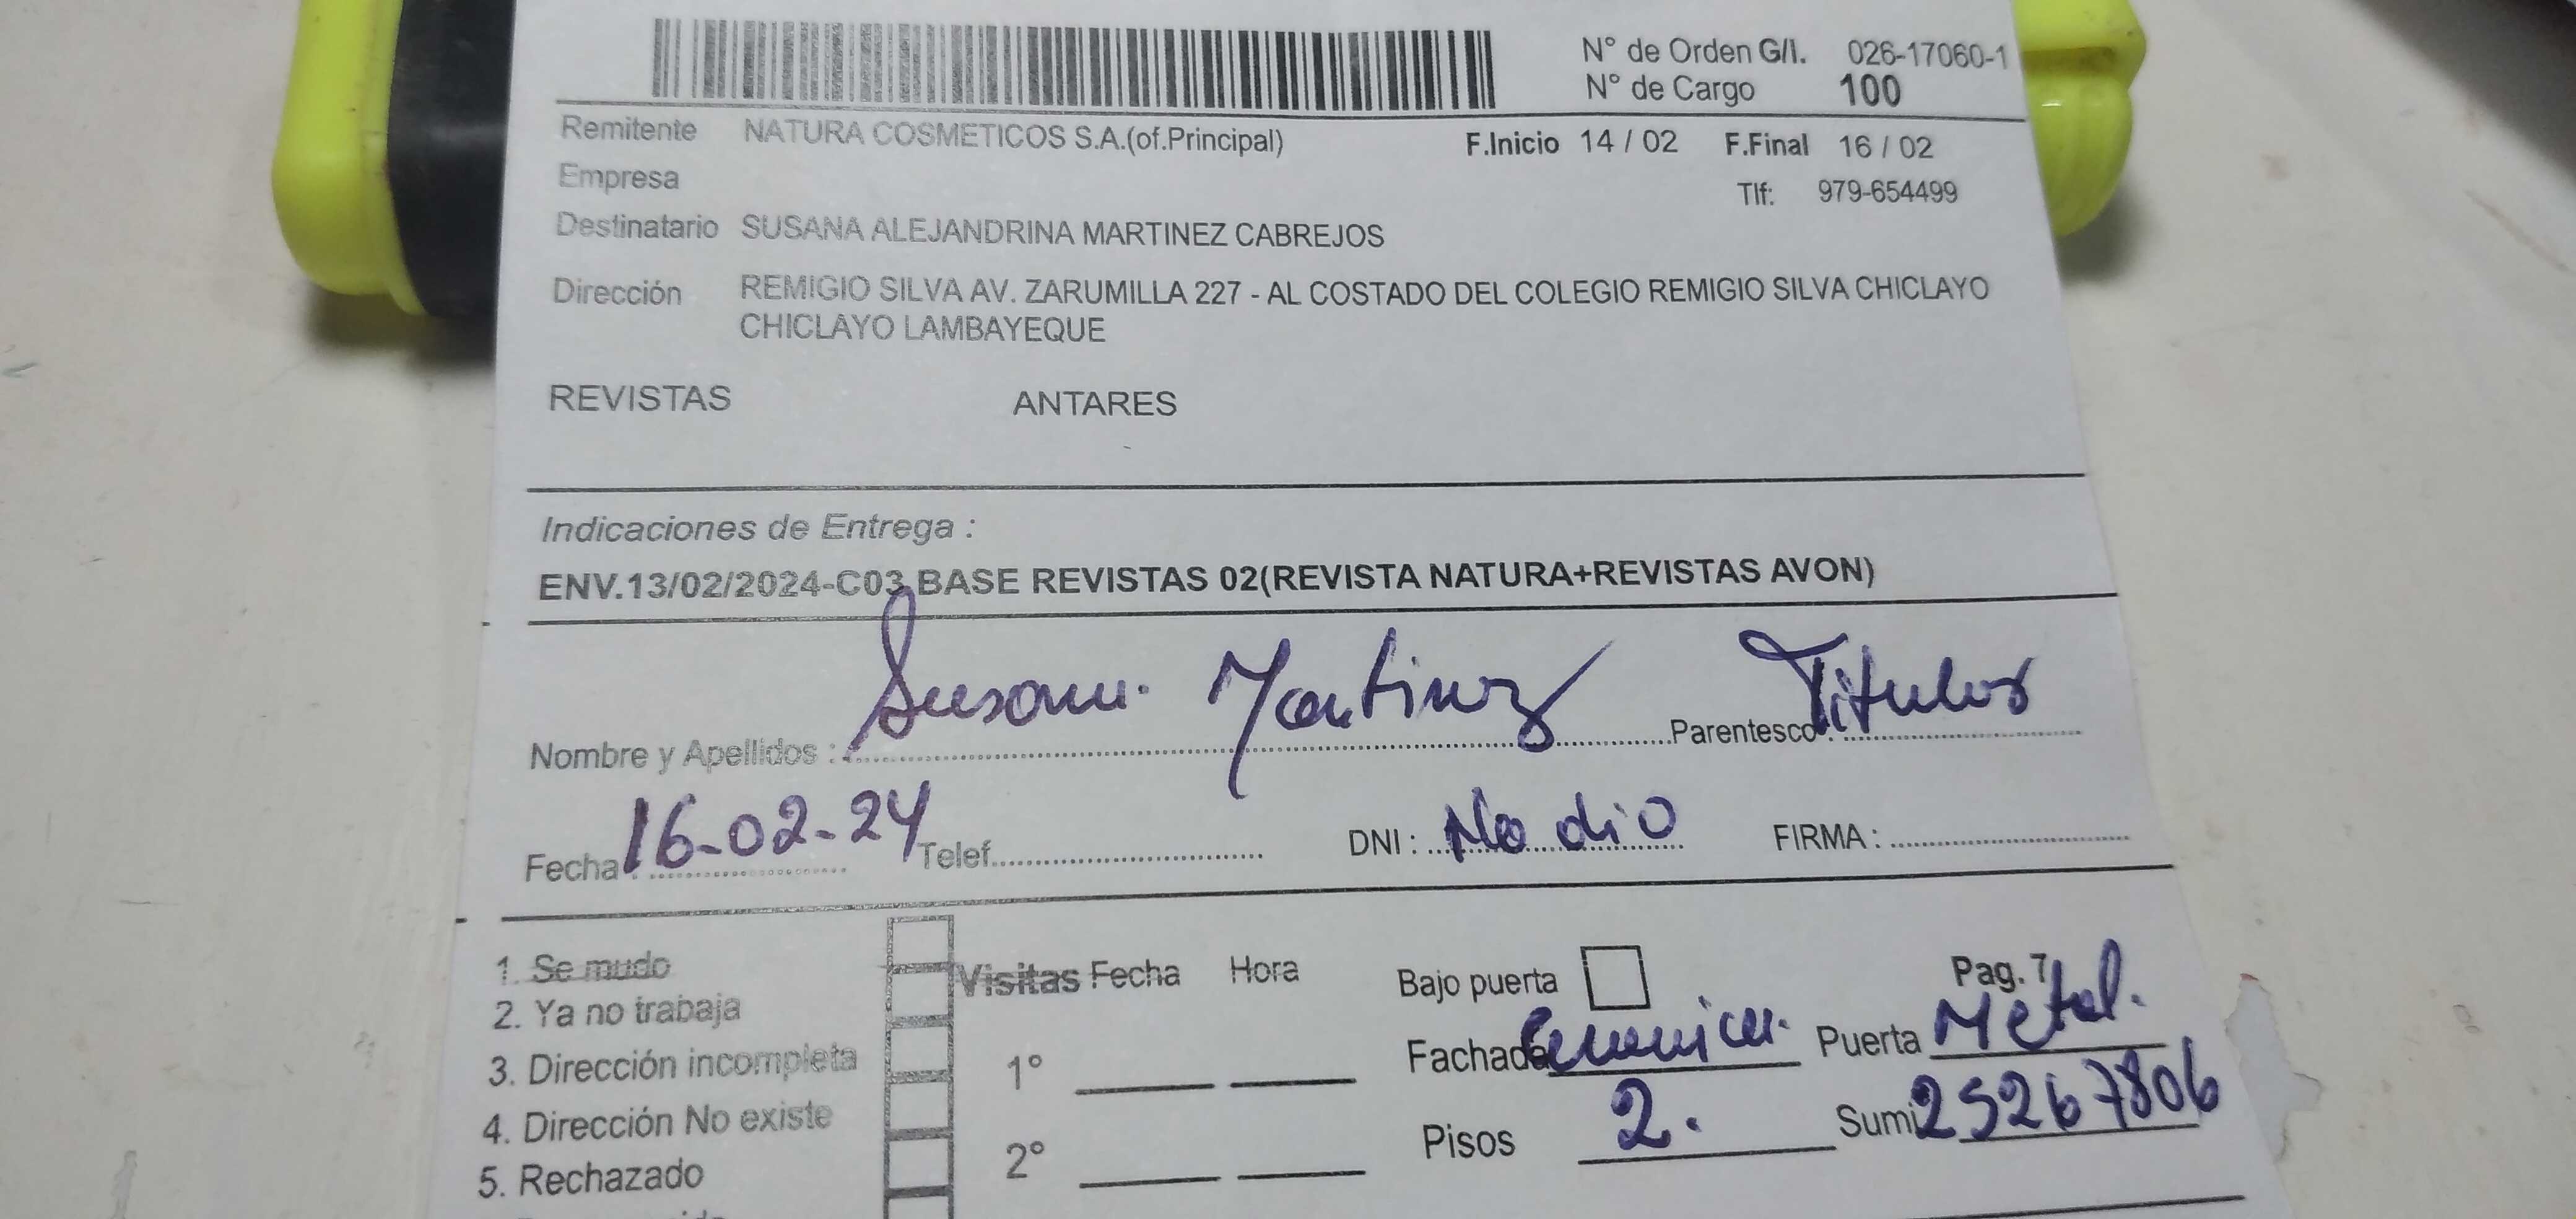 N° de Orden G/I. 026-17060-1
N° de Cargo 100
Remitente NATURA COSMETICOS S.A.(of.Principal) F.Inicio 14 / 02 F.Final 16 / 02
Empresa Tlf: 979-654499
Destinatario SUSANA ALEJANDRINA MARTINEZ CABREJOS
Dirección REMIGIO SILVA AV. ZARUMILLA 227 - AL COSTADO DEL COLEGIO REMIGIO SILVA CHICLAYO
CHICLAYO LAMBAYEQUE
REVISTAS ANTARES
Indicaciones de Entrega :
ENV.13/02/2024-C03 BASE REVISTAS 02(REVISTA NATURA+REVISTAS AVON)
Nombre y Apellidos : Susana Martinez Parentesco : Titular
Fecha : 16-02-24 Telef. DNI : No dio FIRMA :
1. Se mudo Visitas Fecha Hora Bajo puerta Pag. 7
2. Ya no trabaja Fachada Ceramica. Puerta Metal.
3. Dirección incompleta 1°
4. Dirección No existe Pisos 2. Sumi 25267806
5. Rechazado 2°